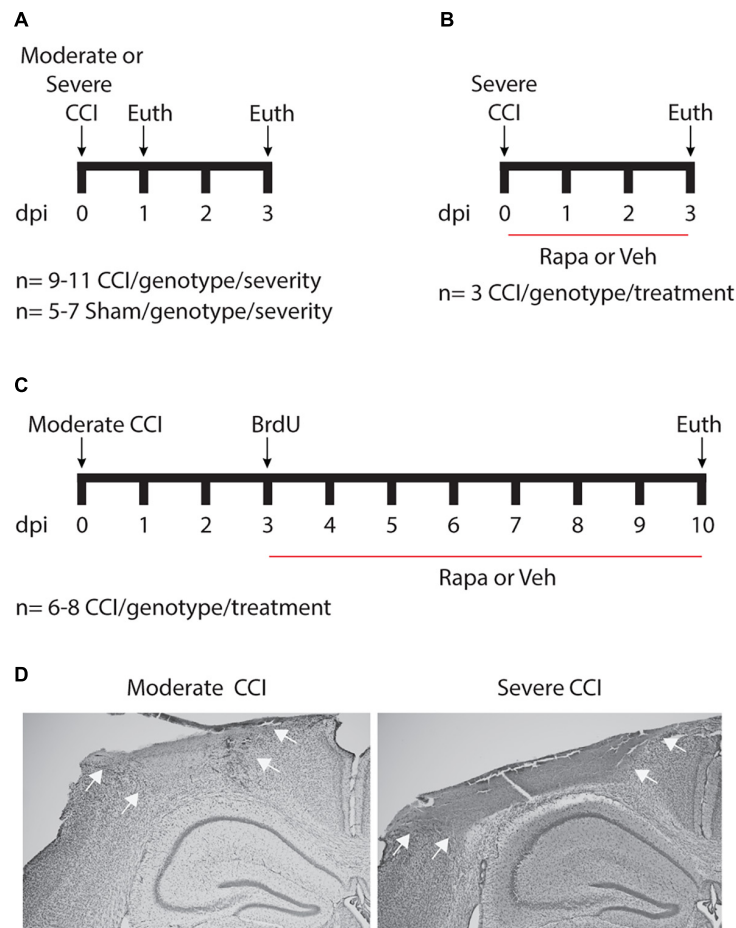 A
Moderate or
Severe
CCI Euth Euth
dpi 0 1 2 3
n= 9-11 CCI/genotype/severity
n= 5-7 Sham/genotype/severity
B
Severe
CCI Euth
dpi 0 1 2 3
Rapa or Veh
n= 3 CCI/genotype/treatment
C
Moderate CCI BrdU Euth
dpi 0 1 2 3 4 5 6 7 8 9 10
Rapa or Veh
n= 6-8 CCI/genotype/treatment
D
Moderate CCI Severe CCI